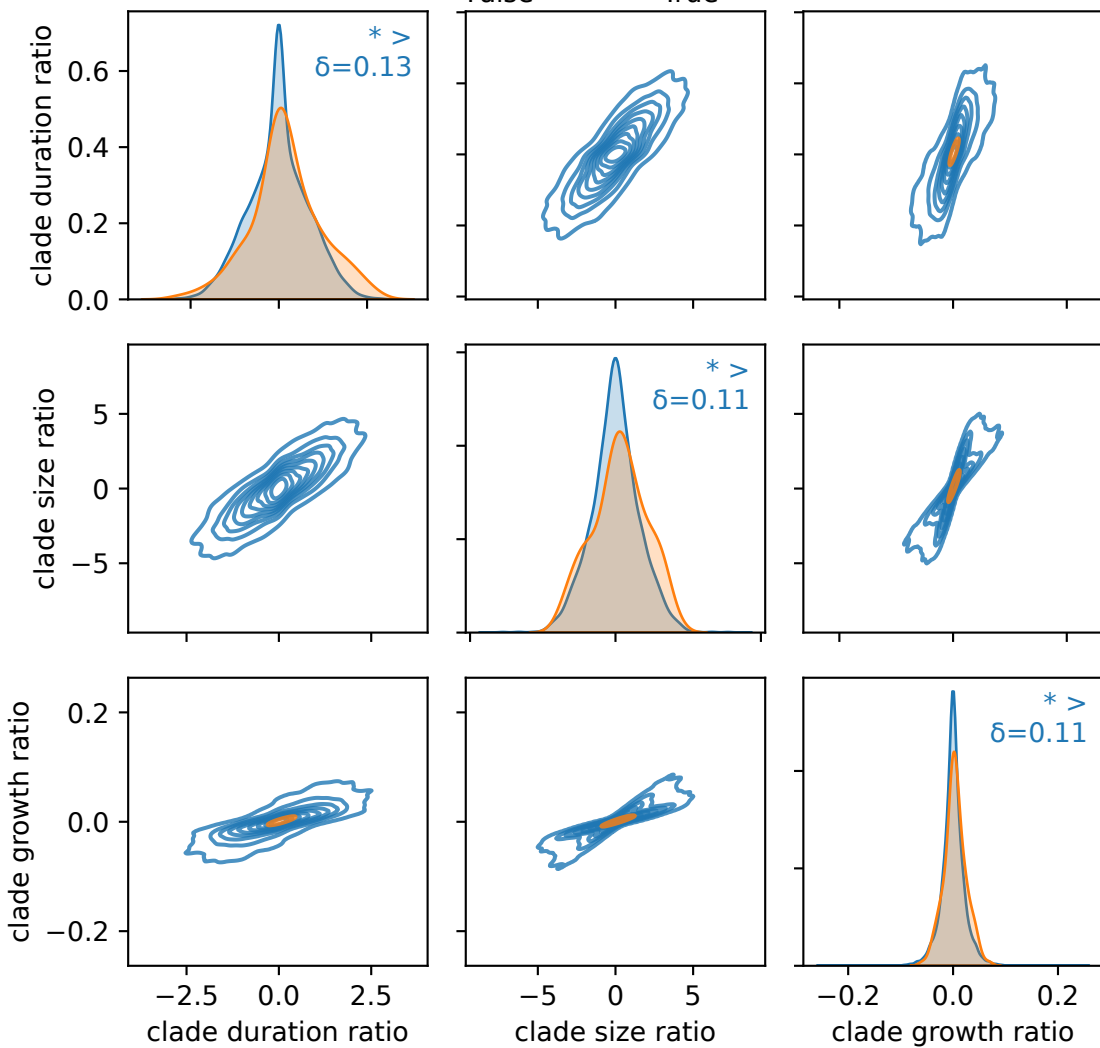 True
clade duration ratio
0.6
0.4
0.2
0.0
* >
δ=0.13
clade size ratio
5
0
−5
* >
δ=0.11
clade growth ratio
0.2
0.0
−0.2
* >
δ=0.11
−2.5 0.0 2.5
−5 0 5
−0.2 0.0 0.2
clade duration ratio
clade size ratio
clade growth ratio